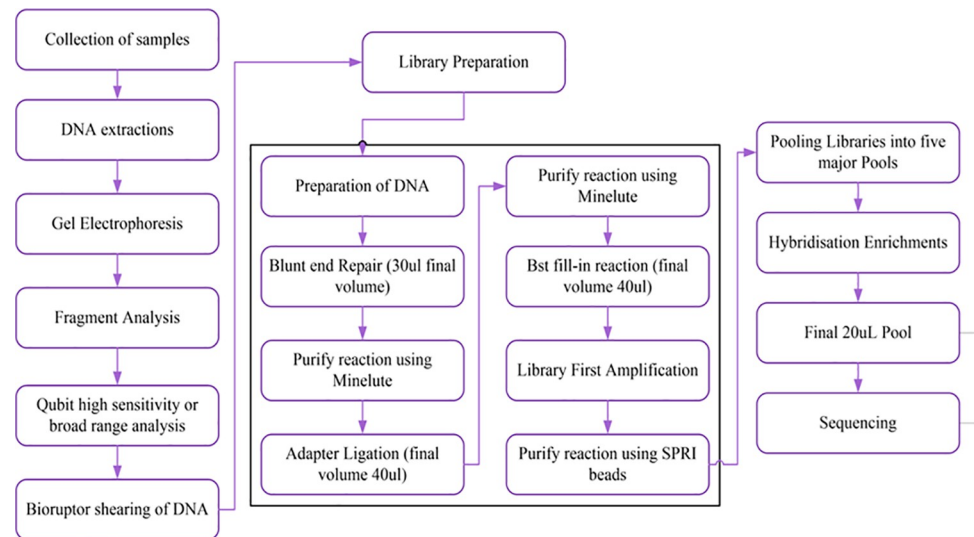 Collection of samples
DNA extractions
Gel Electrophoresis
Fragment Analysis
Qubit high sensitivity or
broad range analysis
Bioruptor shearing of DNA
Library Preparation
Preparation of DNA
Blunt end Repair (30ul final
volume)
Purify reaction using
Minelute
Adapter Ligation (final
volume 40ul)
Purify reaction using
Minelute
Bst fill-in reaction (final
volume 40ul)
Library First Amplification
Purify reaction using SPRI
beads
Pooling Libraries into five
major Pools
Hybridisation Enrichments
Final 20uL Pool
Sequencing